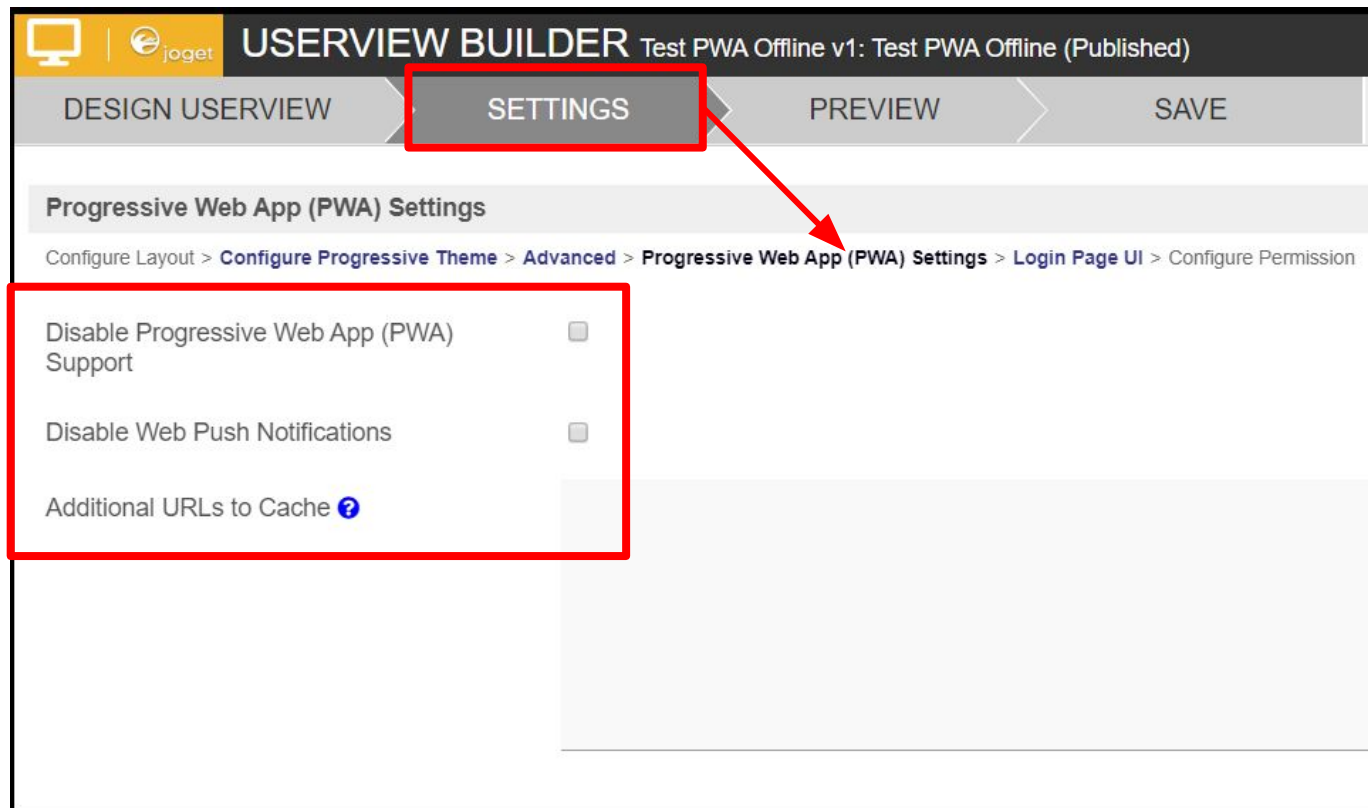 joget USERVIEW BUILDER Test PWA Offline v1: Test PWA Offline (Published)
DESIGN USERVIEW SETTINGS PREVIEW SAVE
Progressive Web App (PWA) Settings
Configure Layout > Configure Progressive Theme > Advanced > Progressive Web App (PWA) Settings > Login Page UI > Configure Permission
Disable Progressive Web App (PWA)
Support
Disable Web Push Notifications
Additional URLs to Cache ?